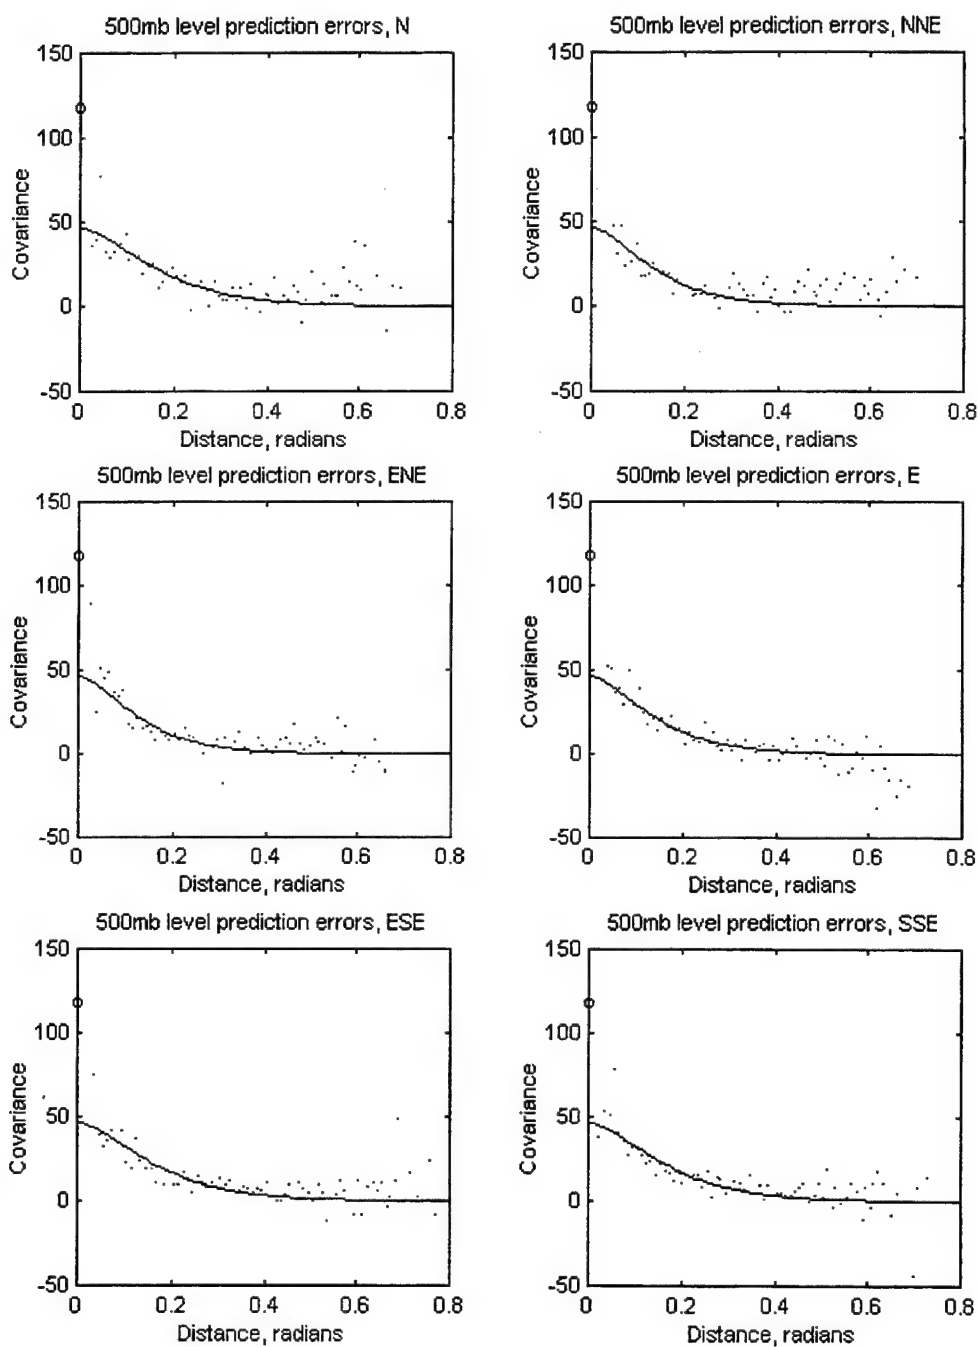 500mb level prediction errors, N
150
100
50
0
-50
Covariance
0 0.2 0.4 0.6 0.8
Distance, radians
500mb level prediction errors, NNE
150
100
50
0
-50
Covariance
0 0.2 0.4 0.6 0.8
Distance, radians
500mb level prediction errors, ENE
150
100
50
0
-50
Covariance
0 0.2 0.4 0.6 0.8
Distance, radians
500mb level prediction errors, E
150
100
50
0
-50
Covariance
0 0.2 0.4 0.6 0.8
Distance, radians
500mb level prediction errors, ESE
150
100
50
0
-50
Covariance
0 0.2 0.4 0.6 0.8
Distance, radians
500mb level prediction errors, SSE
150
100
50
0
-50
Covariance
0 0.2 0.4 0.6 0.8
Distance, radians